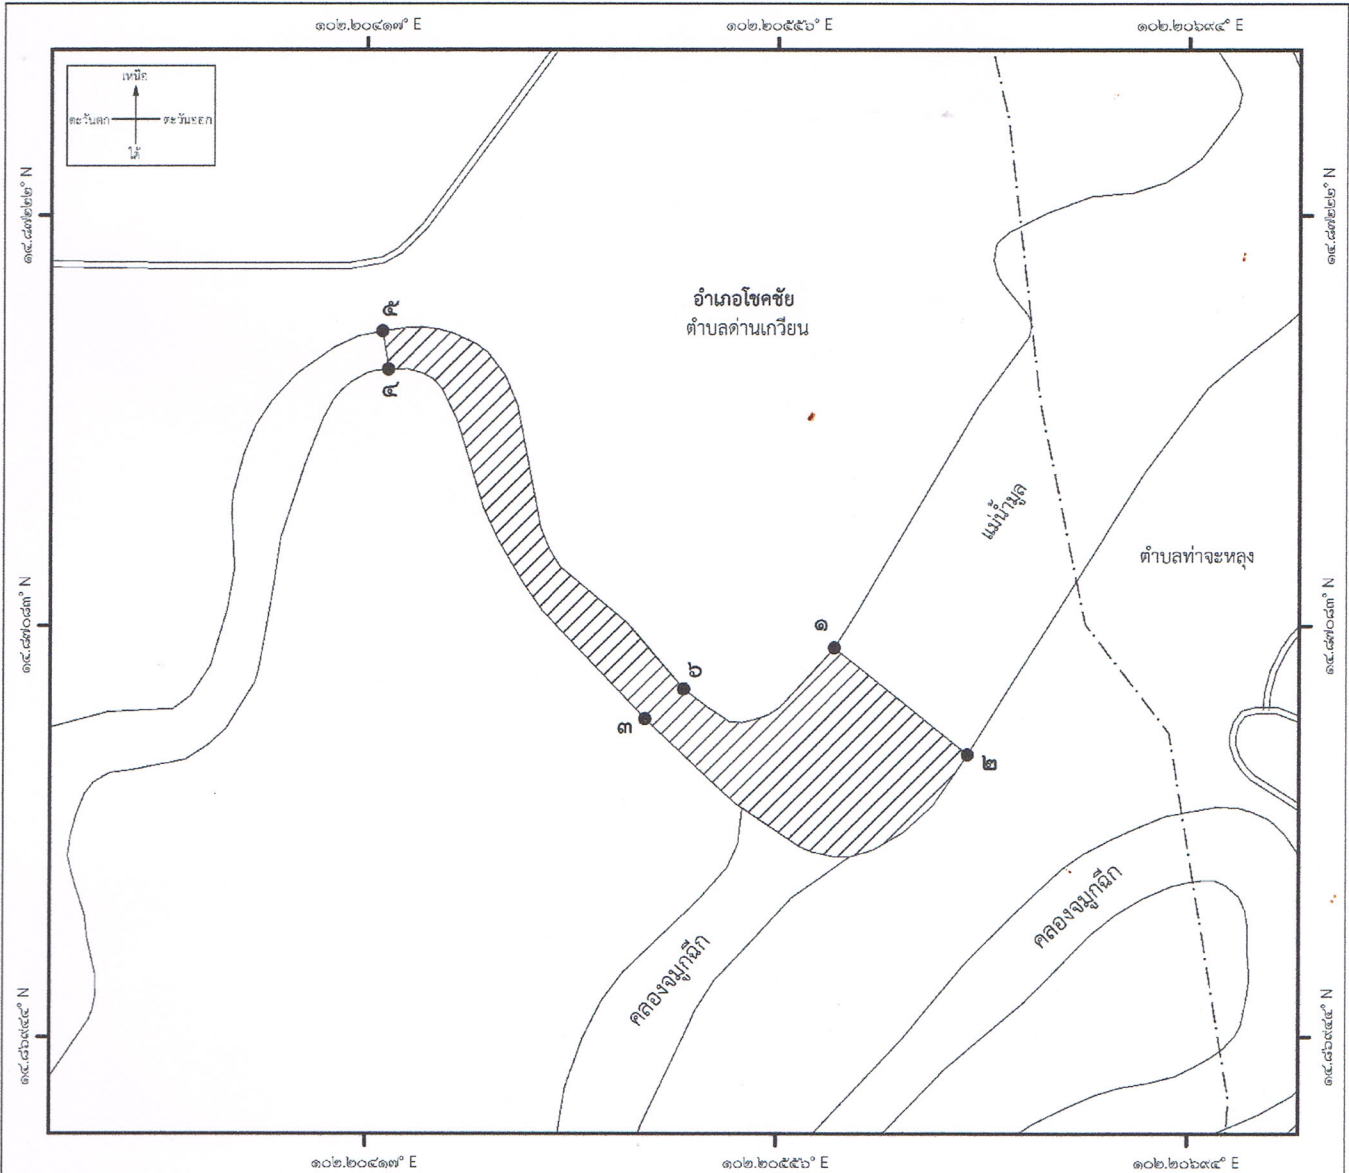 ๑๐๒.๒๐๔๑๗° E
๑๐๒.๒๐๕๕๖° E
๑๐๒.๒๐๖๙๔° E
เหนือ
ตะวันตก
ตะวันออก
ใต้
๑๔.๘๗๒๒๒° N
๑๔.๘๗๒๒๒° N
อำเภอโชคชัย
ตำบลด่านเกวียน
๕
๔
แม่น้ำมูล
ตำบลท่าจะหลุง
๑๔.๘๗๐๘๓° N
๑๔.๘๗๐๘๓° N
๑
๖
๓
๒
คลองจมูกฉีก
คลองจมูกฉีก
๑๔.๘๖๙๔๔° N
๑๔.๘๖๙๔๔° N
๑๐๒.๒๐๔๑๗° E
๑๐๒.๒๐๕๕๖° E
๑๐๒.๒๐๖๙๔° E